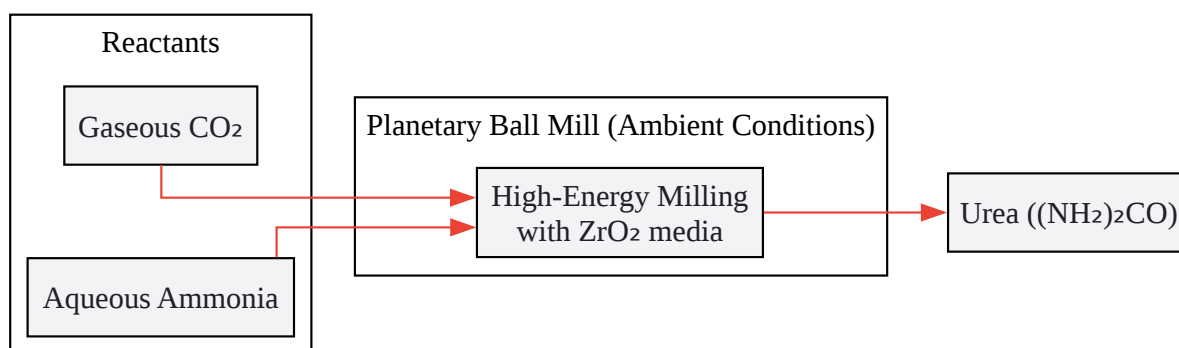 Reactants
Gaseous CO₂
Aqueous Ammonia
Planetary Ball Mill (Ambient Conditions)
High-Energy Milling
with ZrO₂ media
Urea ((NH₂)₂CO)